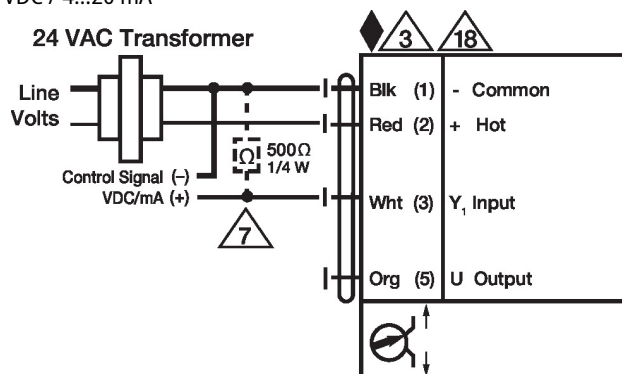 VDC / 4...20 mA
24 VAC Transformer
3
18
Line
Volts
Blk (1) - Common
Red (2) + Hot
Ω 500Ω
1/4 W
Control Signal (–)
VDC/mA (+)
Wht (3) Y1 Input
7
Org (5) U Output